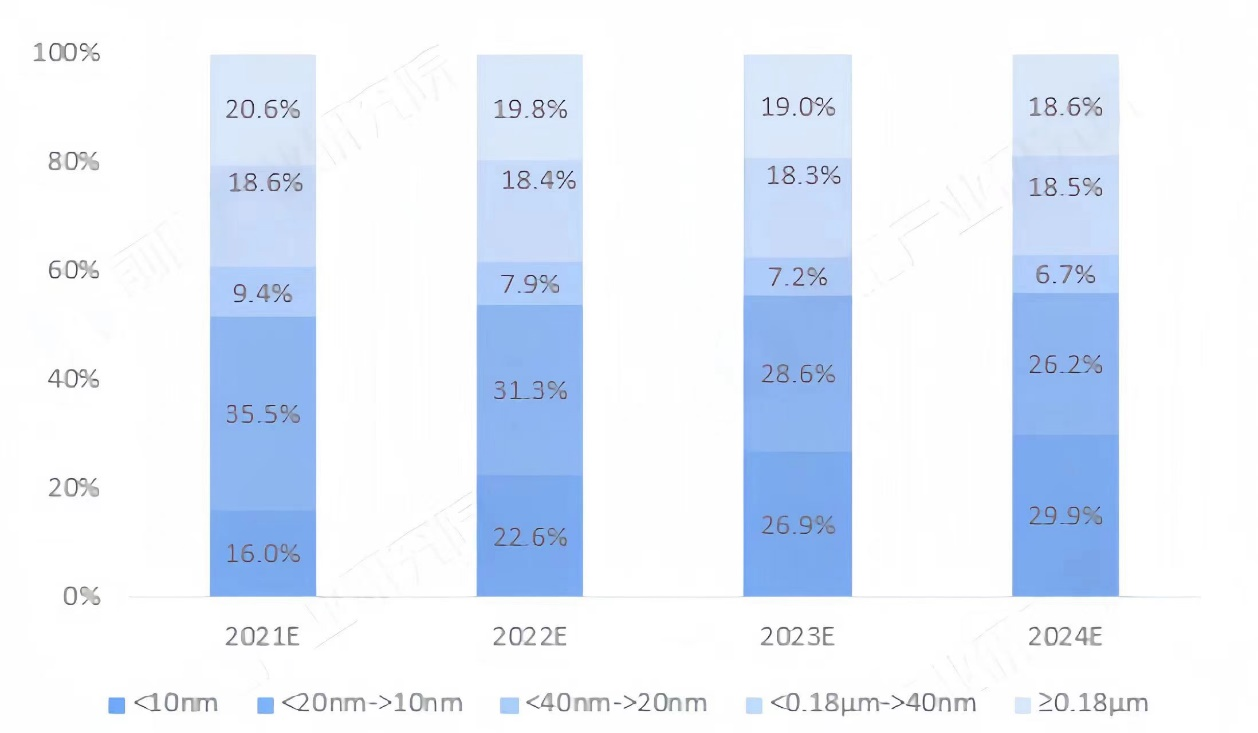 100%
80%
60%
40%
20%
0%
20.6% 19.8% 19.0% 18.6%
18.6% 18.4% 18.3% 18.5%
9.4% 7.9% 7.2% 6.7%
35.5% 31.3% 28.6% 26.2%
16.0% 22.6% 26.9% 29.9%
2021E 2022E 2023E 2024E
<10nm <20nm->10nm <40nm->20nm <0.18μm->40nm ≥0.18μm